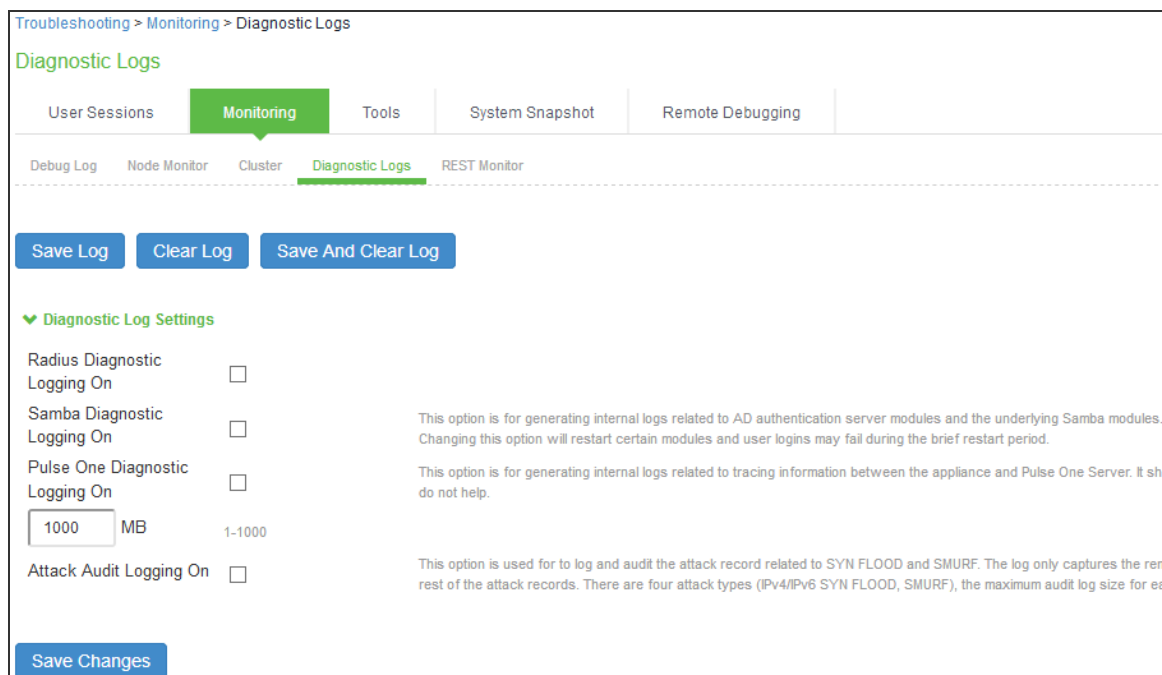 Troubleshooting > Monitoring > Diagnostic Logs
Diagnostic Logs
User Sessions Monitoring Tools System Snapshot Remote Debugging
Debug Log Node Monitor Cluster Diagnostic Logs REST Monitor
Save Log Clear Log Save And Clear Log
Diagnostic Log Settings
Radius Diagnostic
Logging On
Samba Diagnostic
Logging On
This option is for generating internal logs related to AD authentication server modules and the underlying Samba modules.
Changing this option will restart certain modules and user logins may fail during the brief restart period.
Pulse One Diagnostic
Logging On
This option is for generating internal logs related to tracing information between the appliance and Pulse One Server. It
do not help.
1000 MB 1-1000
Attack Audit Logging On
This option is used for to log and audit the attack record related to SYN FLOOD and SMURF. The log only captures the
rest of the attack records. There are four attack types (IPv4/IPv6 SYN FLOOD, SMURF), the maximum audit log size for
Save Changes